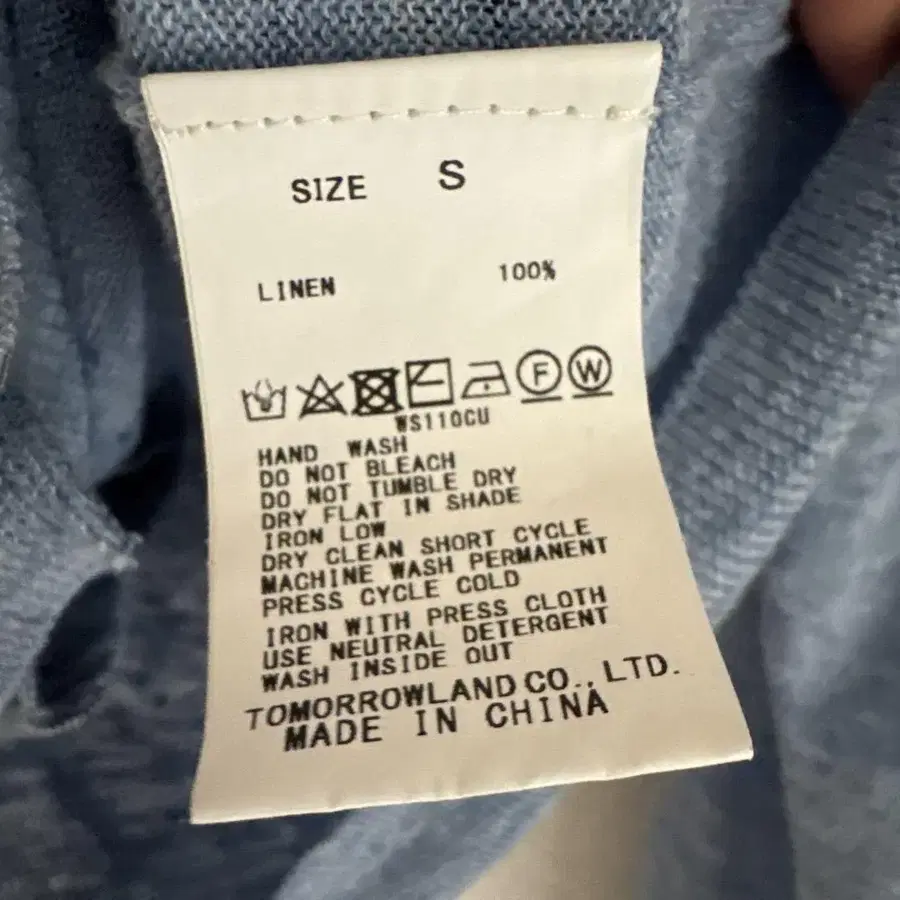 SIZE S
LINEN 100%
F W
WS110CU
HAND WASH
DO NOT BLEACH
DO NOT TUMBLE DRY
DRY FLAT IN SHADE
IRON LOW
DRY CLEAN SHORT CYCLE
MACHINE WASH PERMANENT
PRESS CYCLE COLD
IRON WITH PRESS CLOTH
USE NEUTRAL DETERGENT
WASH INSIDE OUT
TOMORROWLAND CO., LTD.
MADE IN CHINA